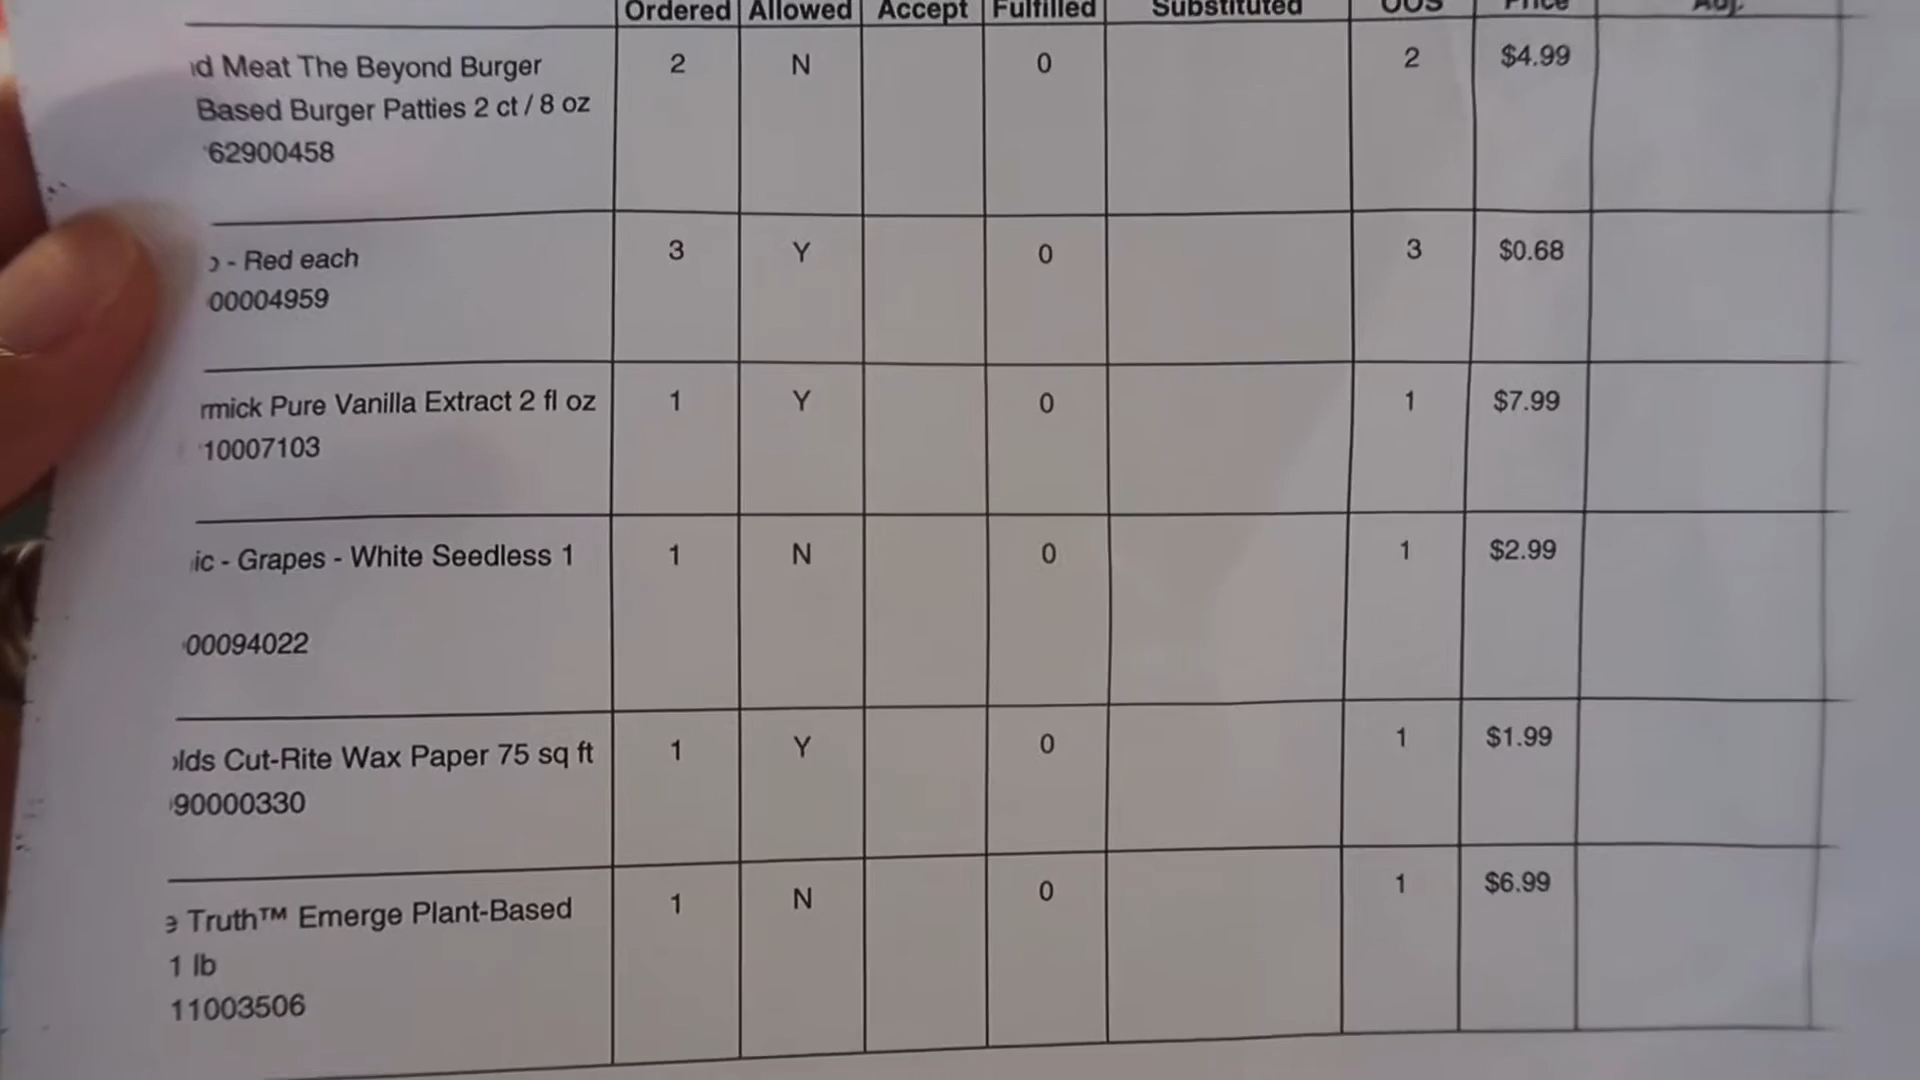 Ordered Allowed Accept Fulfilled Substituted OOS Price Adj.
d Meat The Beyond Burger 2 N 0 2 $4.99
Based Burger Patties 2 ct / 8 oz
62900458
- Red each 3 Y 0 3 $0.68
00004959
rmick Pure Vanilla Extract 2 fl oz 1 Y 0 1 $7.99
10007103
ic - Grapes - White Seedless 1 1 N 0 1 $2.99
00094022
olds Cut-Rite Wax Paper 75 sq ft 1 Y 0 1 $1.99
90000330
e Truth™ Emerge Plant-Based 1 N 0 1 $6.99
1 lb
11003506